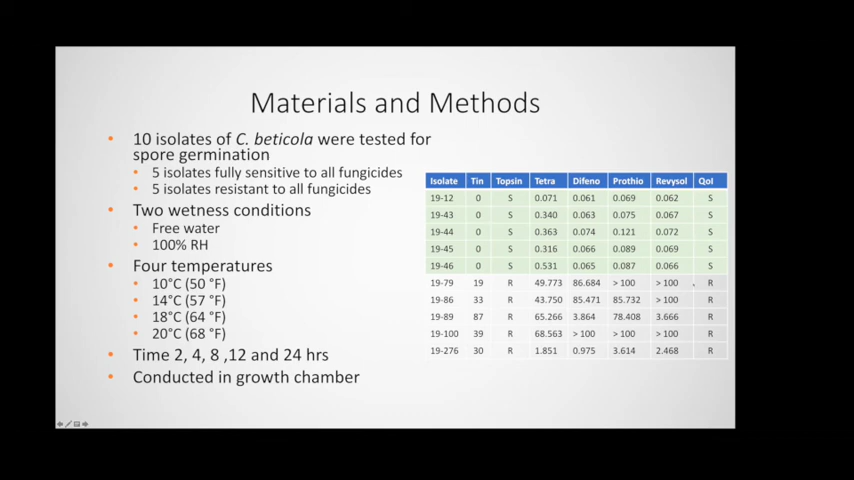 Materials and Methods
• 10 isolates of C. beticola were tested for
spore germination
• 5 isolates fully sensitive to all fungicides
• 5 isolates resistant to all fungicides
• Two wetness conditions
• Free water
• 100% RH
• Four temperatures
• 10°C (50 °F)
• 14°C (57 °F)
• 18°C (64 °F)
• 20°C (68 °F)
• Time 2, 4, 8 ,12 and 24 hrs
• Conducted in growth chamber
Isolate Tin Topsin Tetra Difeno Prothio Revysol QoI
19-12 0 S 0.071 0.061 0.069 0.062 S
19-43 0 S 0.340 0.063 0.075 0.067 S
19-44 0 S 0.363 0.074 0.121 0.072 S
19-45 0 S 0.316 0.066 0.089 0.069 S
19-46 0 S 0.531 0.065 0.087 0.066 S
19-79 19 R 49.773 86.684 > 100 > 100 R
19-86 33 R 43.750 85.471 85.732 > 100 R
19-89 87 R 65.266 3.864 78.408 3.666 R
19-100 39 R 68.563 > 100 > 100 > 100 R
19-276 30 R 1.851 0.975 3.614 2.468 R